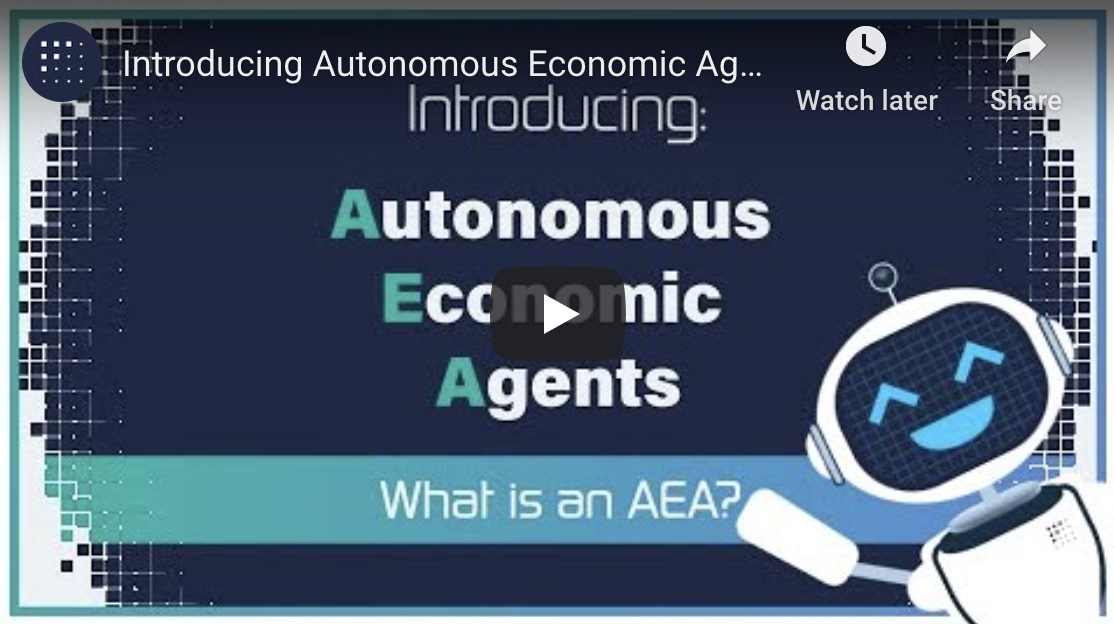 Introducing Autonomous Economic Ag...
Watch later
Share
Introducing:
Autonomous
Economic
Agents
What is an AEA?